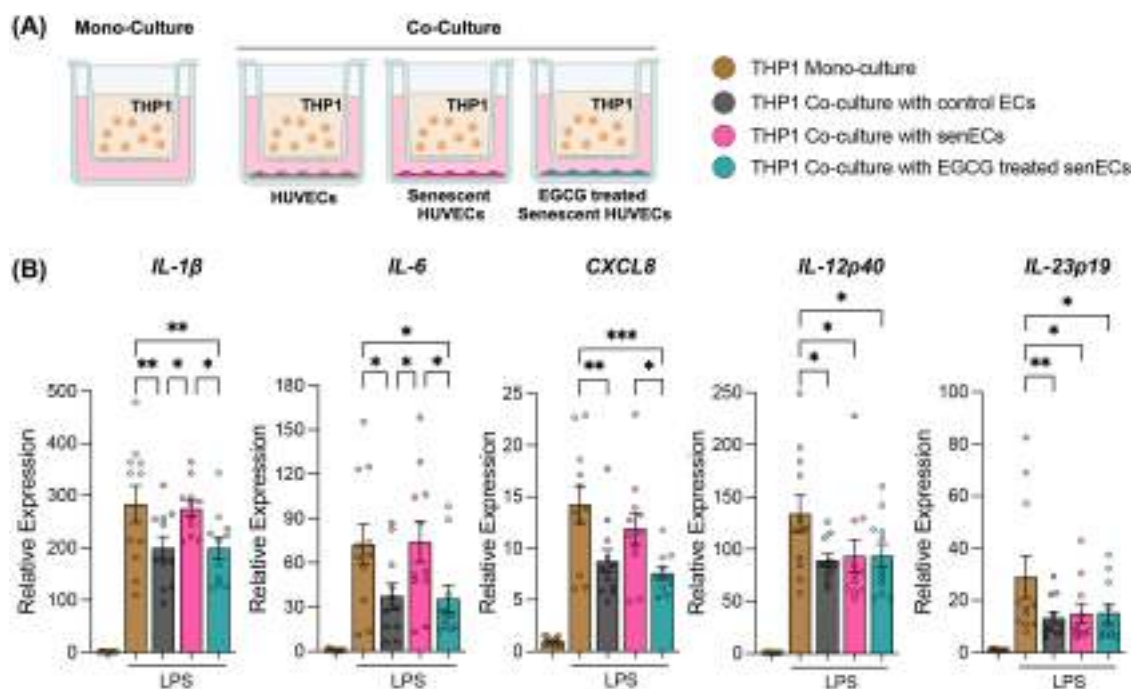 (A)
Mono-Culture
Co-Culture
THP1
THP1
THP1
THP1
HUVECs
Senescent
HUVECs
EGCG treated
Senescent HUVECs
THP1 Mono-culture
THP1 Co-culture with control ECs
THP1 Co-culture with senECs
THP1 Co-culture with EGCG treated senECs
(B)
IL-1β
IL-6
CXCL8
IL-12p40
IL-23p19
**
** * *
Relative Expression
500
400
300
200
100
0
LPS
*
* * *
Relative Expression
180
150
120
90
60
30
0
LPS
***
** *
Relative Expression
25
20
15
10
5
0
LPS
*
*
*
Relative Expression
250
200
150
100
50
0
LPS
*
*
**
Relative Expression
100
80
60
40
20
0
LPS